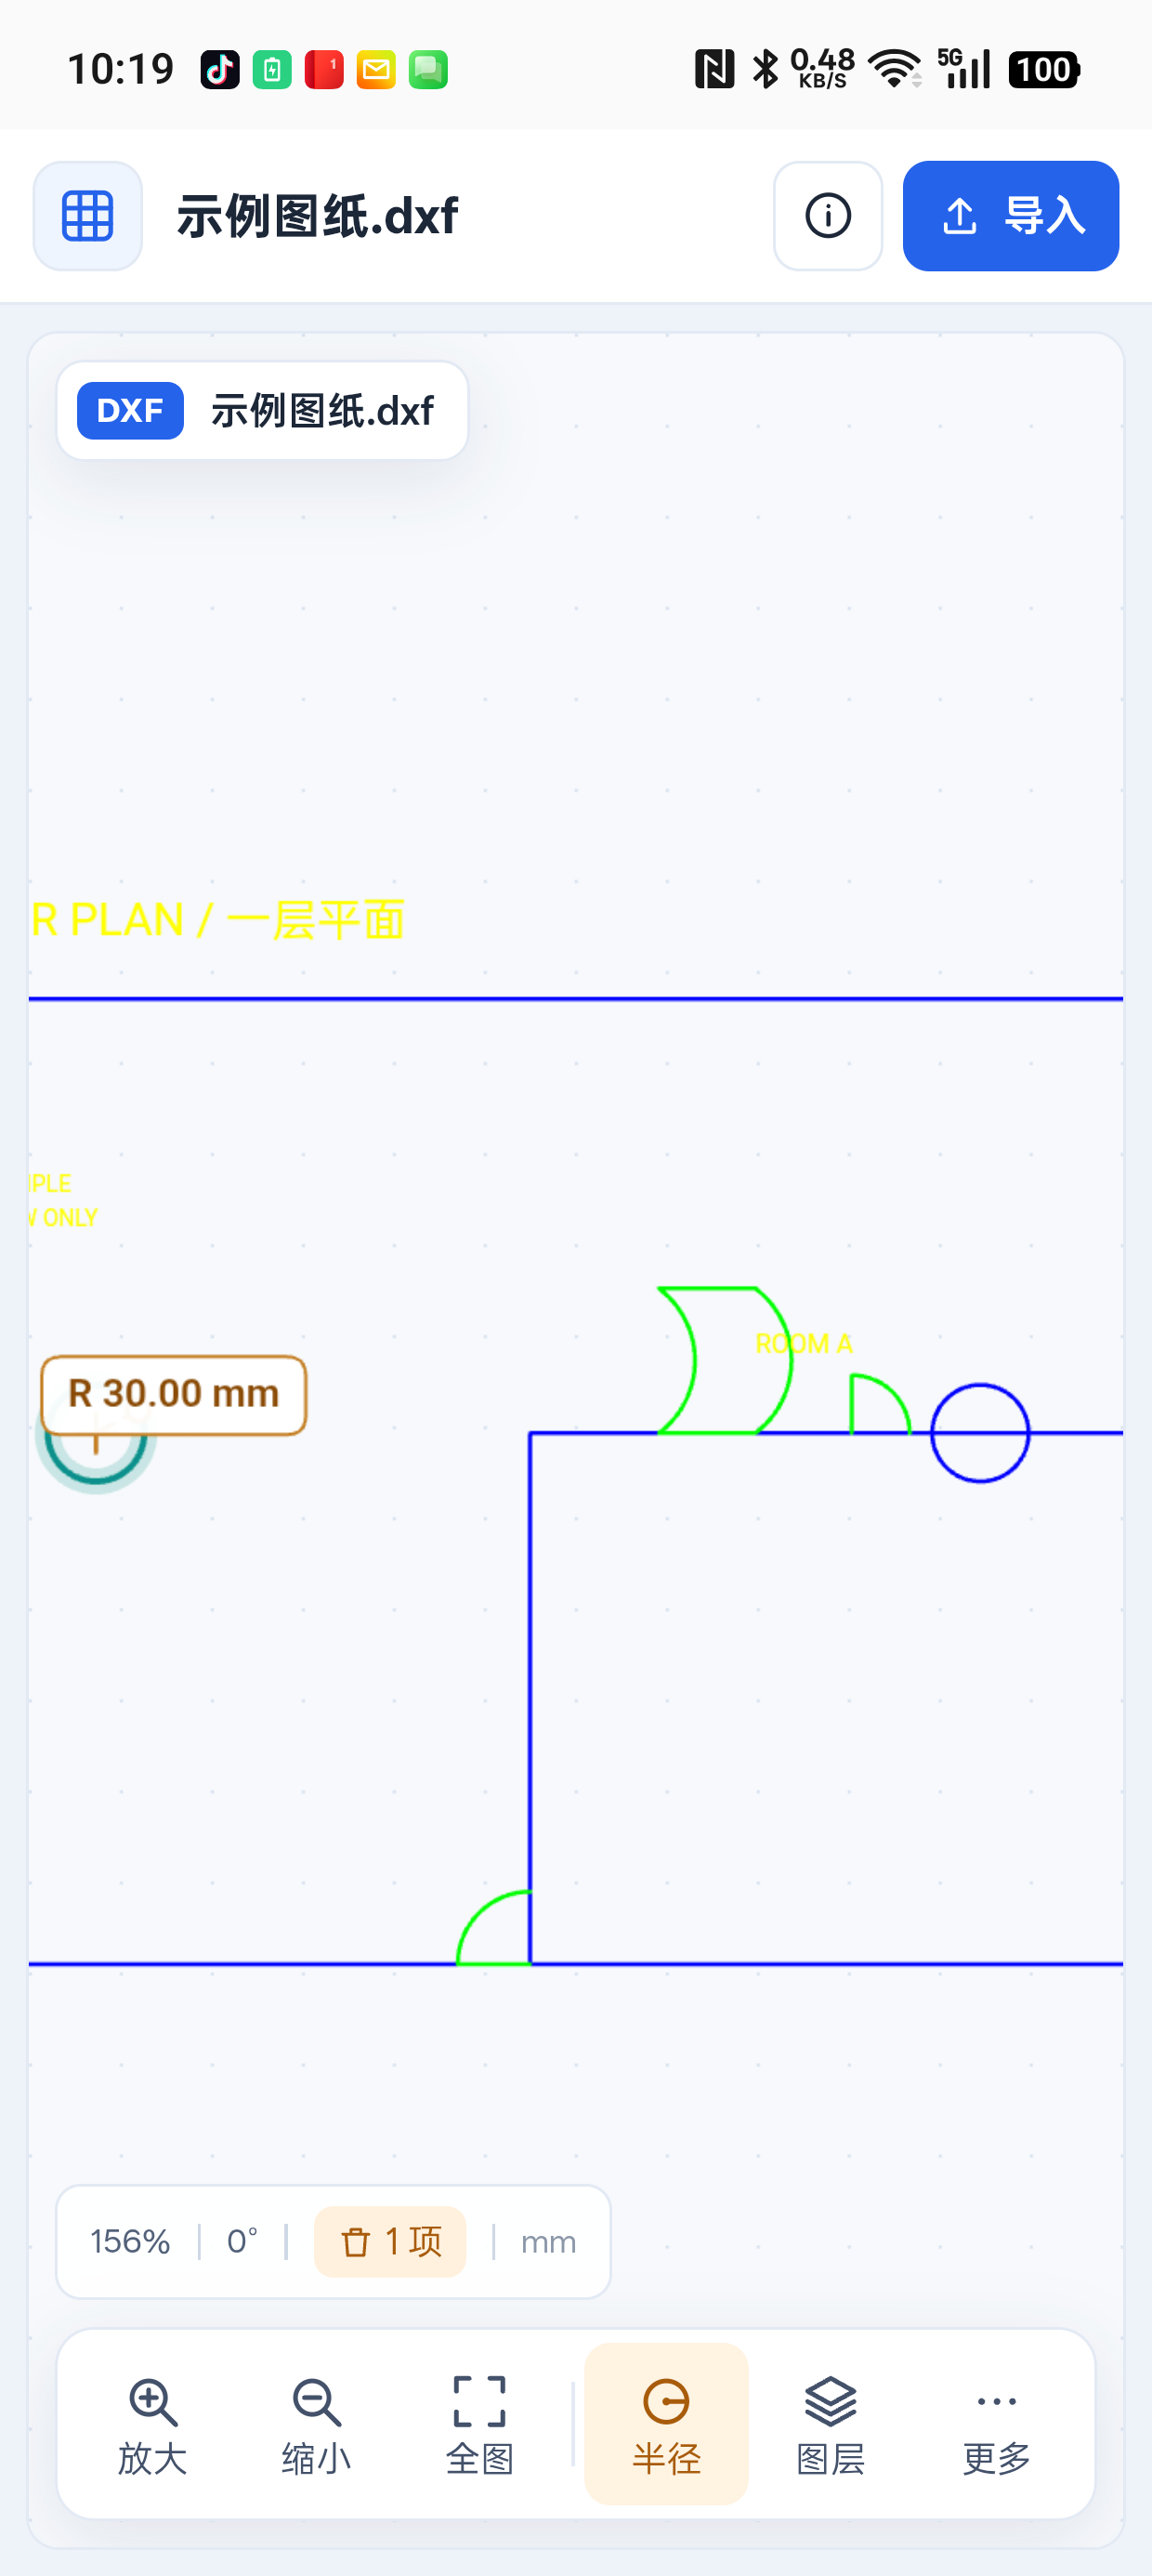 10:19
0.48
KB/S
5G
100
示例图纸.dxf
导入
DXF 示例图纸.dxf
R PLAN / 一层平面
IPLE
ONLY
ROOM A
R 30.00 mm
156% 0° 1 项 mm
放大 缩小 全图 半径 图层 更多